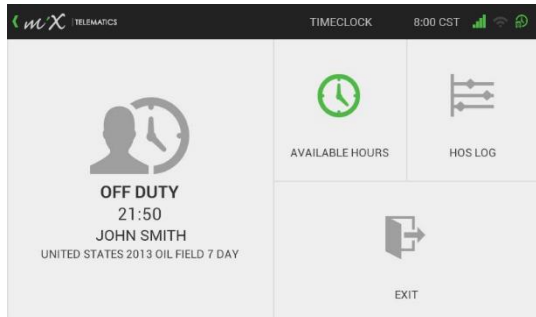 MiX TELEMATICS
TIMECLOCK
8:00 CST
AVAILABLE HOURS
HOS LOG
OFF DUTY
21:50
JOHN SMITH
UNITED STATES 2013 OIL FIELD 7 DAY
EXIT